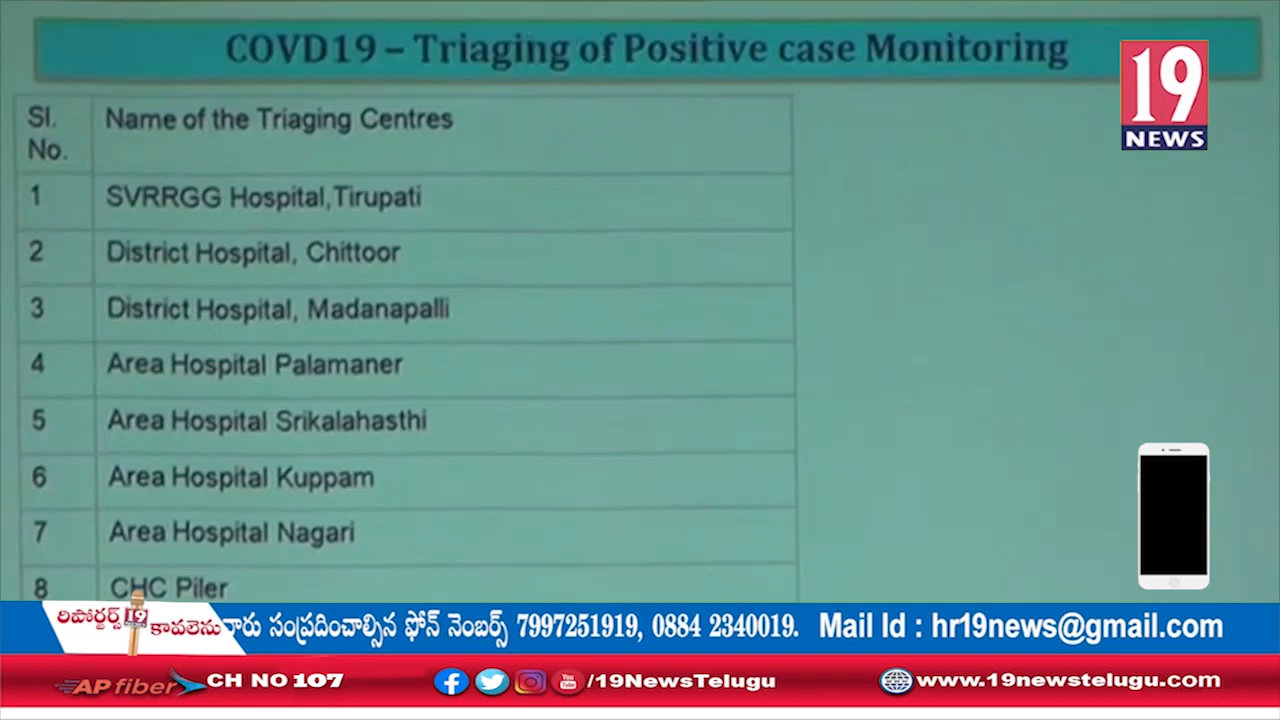 COVD19 – Triaging of Positive case Monitoring
19
NEWS
Sl. No. Name of the Triaging Centres
1 SVRRGG Hospital,Tirupati
2 District Hospital, Chittoor
3 District Hospital, Madanapalli
4 Area Hospital Palamaner
5 Area Hospital Srikalahasthi
6 Area Hospital Kuppam
7 Area Hospital Nagari
8 CHC Piler
రిపోర్టర్స్ 19 కావలెను వారు సంప్రదించాల్సిన ఫోన్ నెంబర్స్ 7997251919, 0884 2340019. Mail Id : hr19news@gmail.com
AP fiber CH NO 107 You Tube /19NewsTelugu www.19newstelugu.com